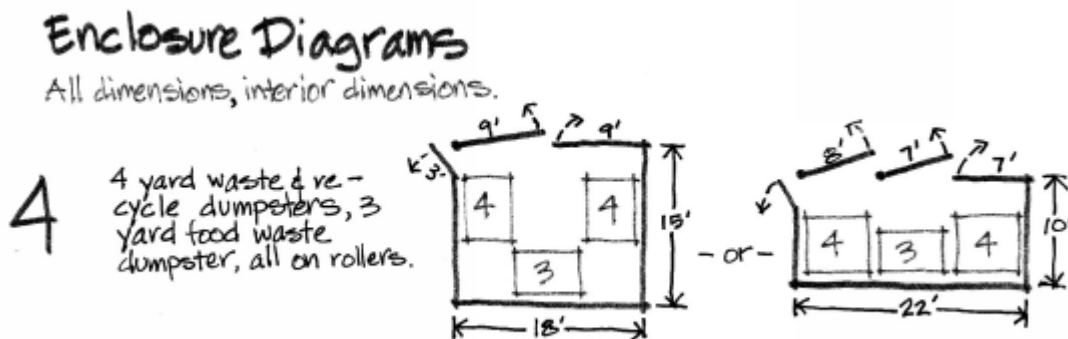 Enclosure Diagrams
All dimensions, interior dimensions.
4
4 yard waste & re-
cycle dumpsters, 3
yard food waste
dumpster, all on rollers.
9' 9'
3'
4 4
3
15'
18'
- or -
8' 7' 7'
4 3 4
10'
22'